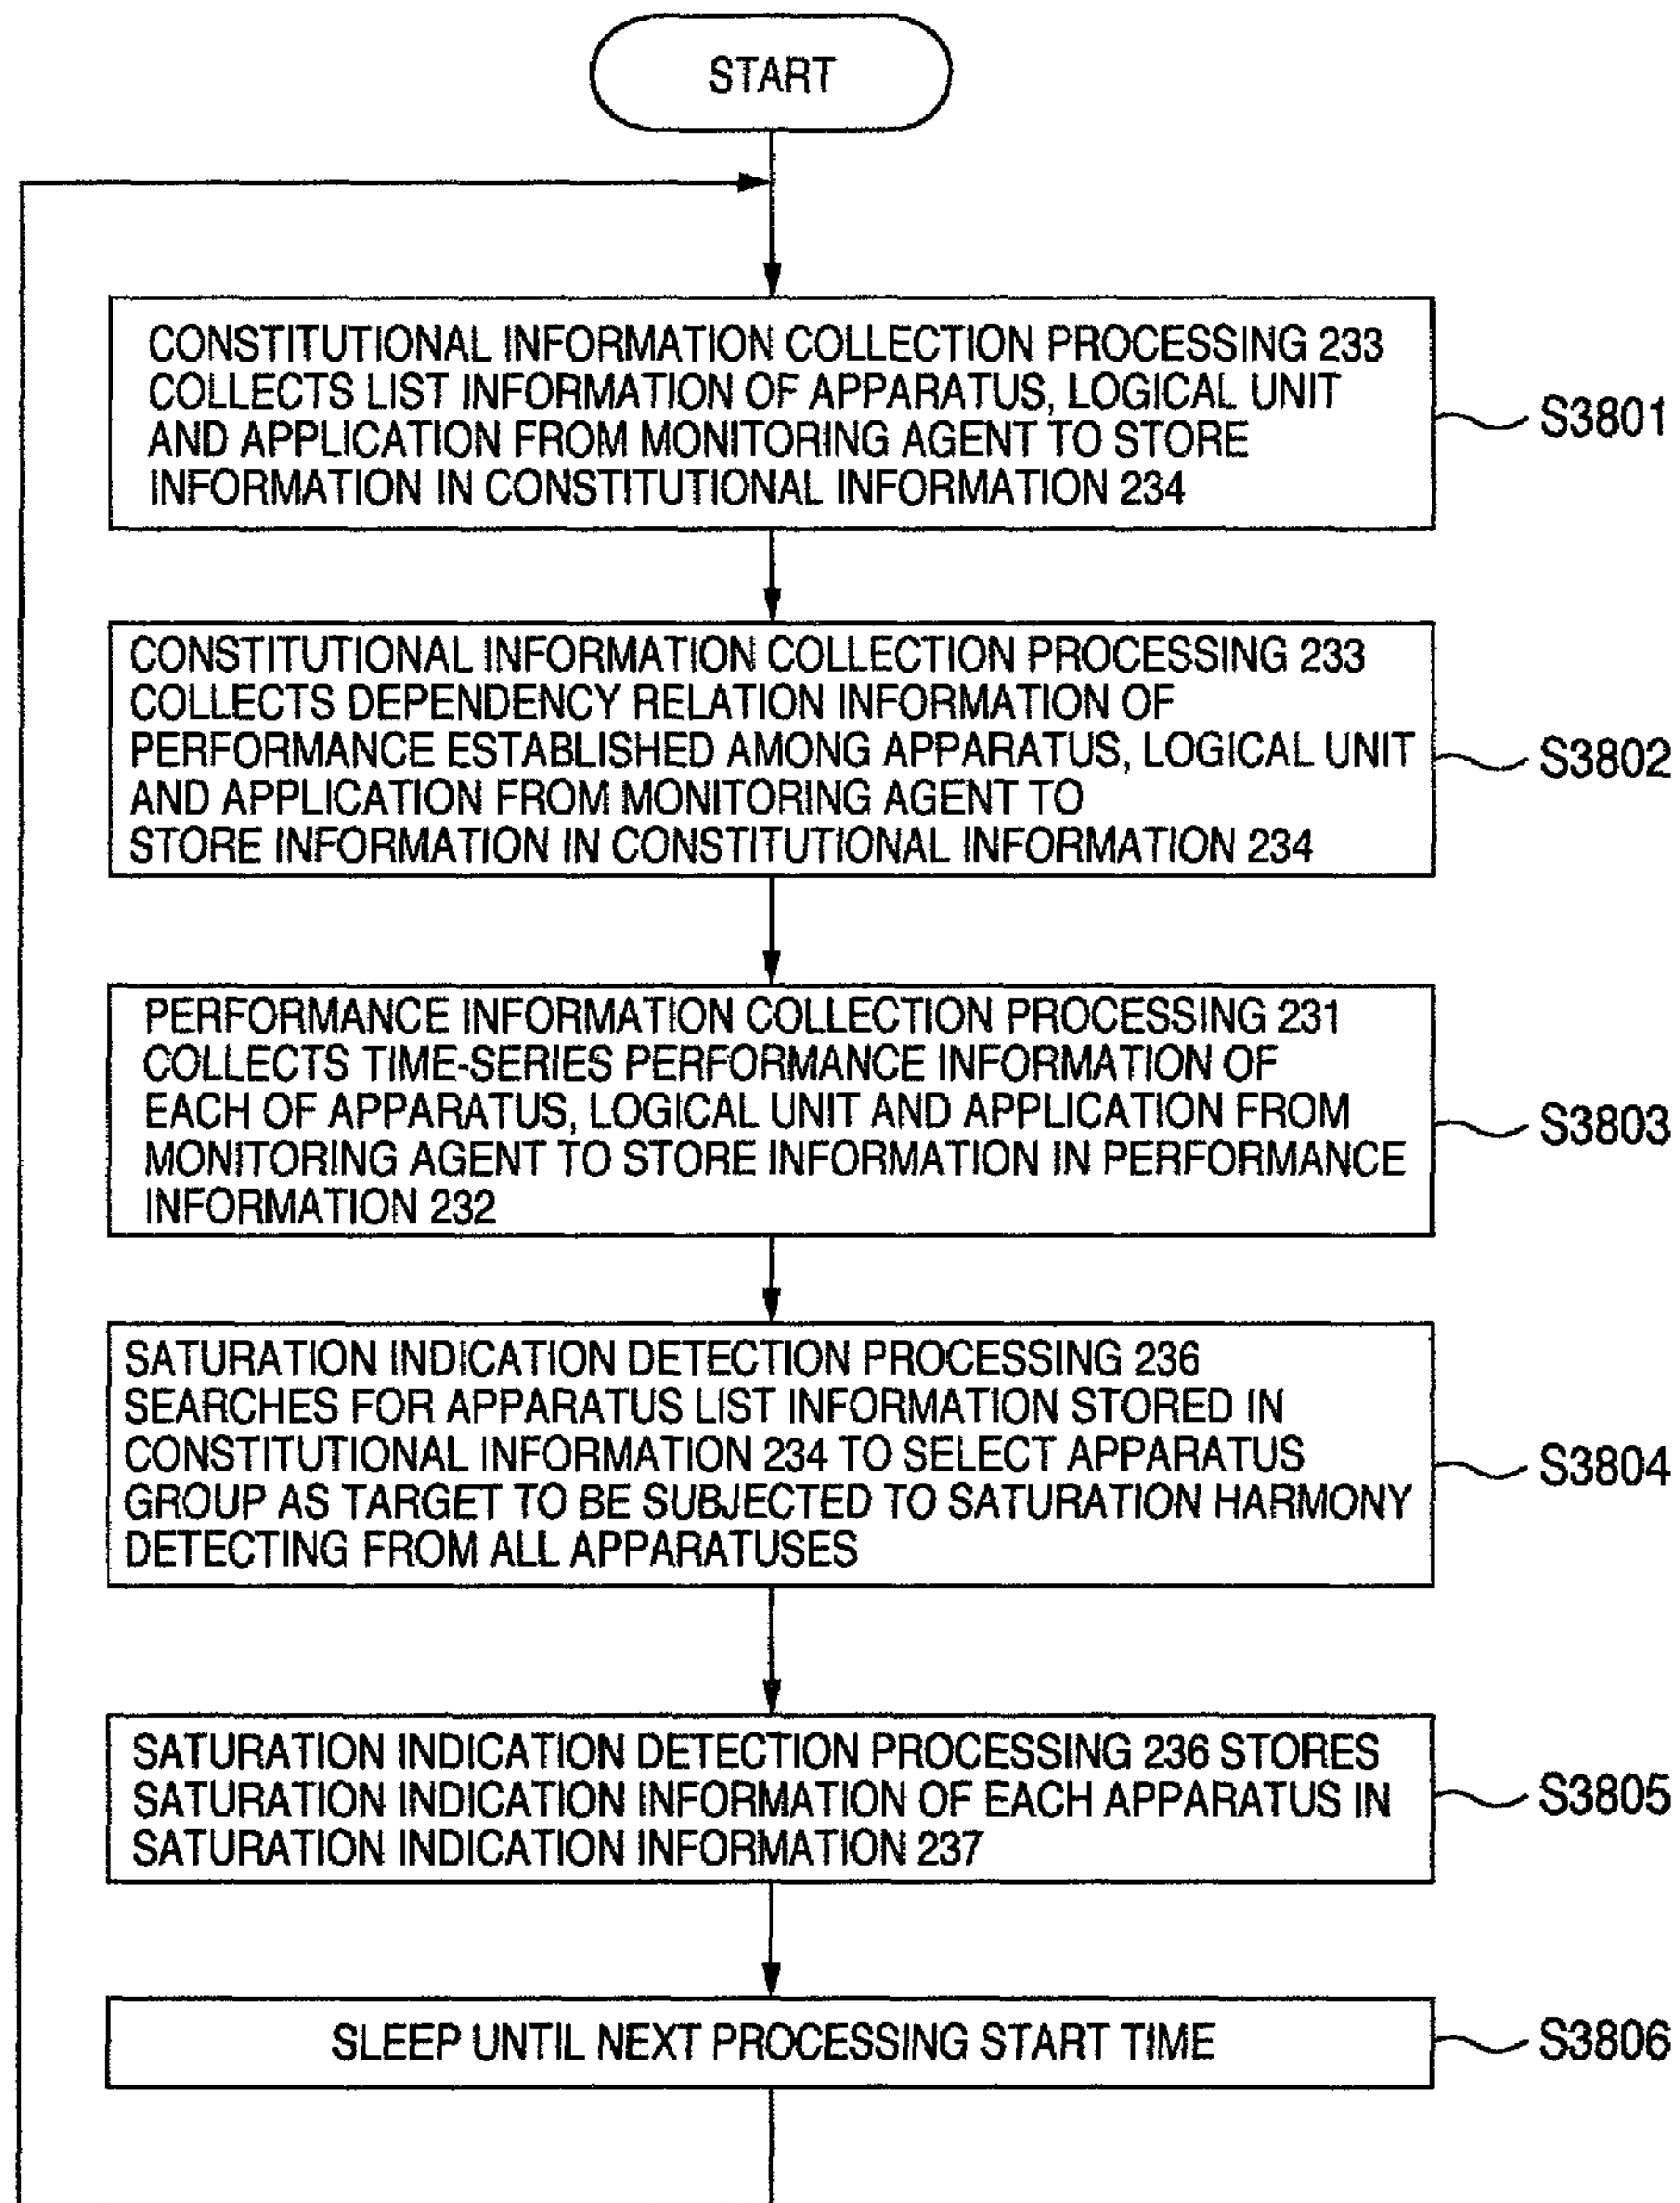 START
CONSTITUTIONAL INFORMATION COLLECTION PROCESSING 233
COLLECTS LIST INFORMATION OF APPARATUS, LOGICAL UNIT
AND APPLICATION FROM MONITORING AGENT TO STORE
INFORMATION IN CONSTITUTIONAL INFORMATION 234
S3801
CONSTITUTIONAL INFORMATION COLLECTION PROCESSING 233
COLLECTS DEPENDENCY RELATION INFORMATION OF
PERFORMANCE ESTABLISHED AMONG APPARATUS, LOGICAL UNIT
AND APPLICATION FROM MONITORING AGENT TO
STORE INFORMATION IN CONSTITUTIONAL INFORMATION 234
S3802
PERFORMANCE INFORMATION COLLECTION PROCESSING 231
COLLECTS TIME-SERIES PERFORMANCE INFORMATION OF
EACH OF APPARATUS, LOGICAL UNIT AND APPLICATION FROM
MONITORING AGENT TO STORE INFORMATION IN PERFORMANCE
INFORMATION 232
S3803
SATURATION INDICATION DETECTION PROCESSING 236
SEARCHES FOR APPARATUS LIST INFORMATION STORED IN
CONSTITUTIONAL INFORMATION 234 TO SELECT APPARATUS
GROUP AS TARGET TO BE SUBJECTED TO SATURATION HARMONY
DETECTING FROM ALL APPARATUSES
S3804
SATURATION INDICATION DETECTION PROCESSING 236 STORES
SATURATION INDICATION INFORMATION OF EACH APPARATUS IN
SATURATION INDICATION INFORMATION 237
S3805
SLEEP UNTIL NEXT PROCESSING START TIME
S3806